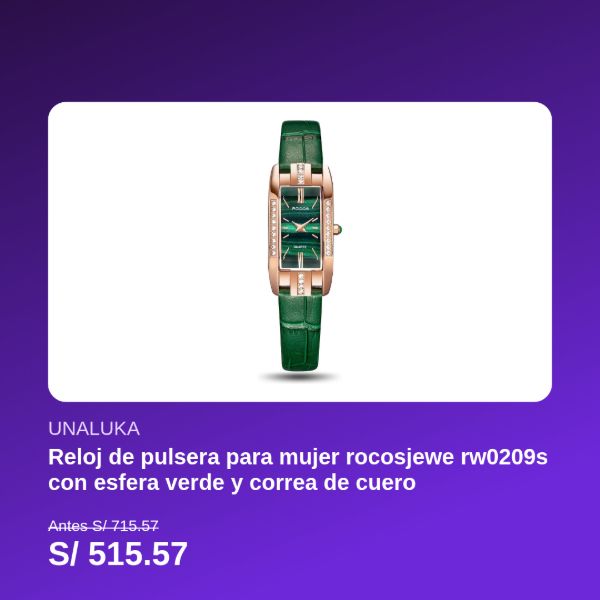 UNALUKA
Reloj de pulsera para mujer rocosjewe rw0209s
con esfera verde y correa de cuero
Antes S/ 715.57
S/ 515.57